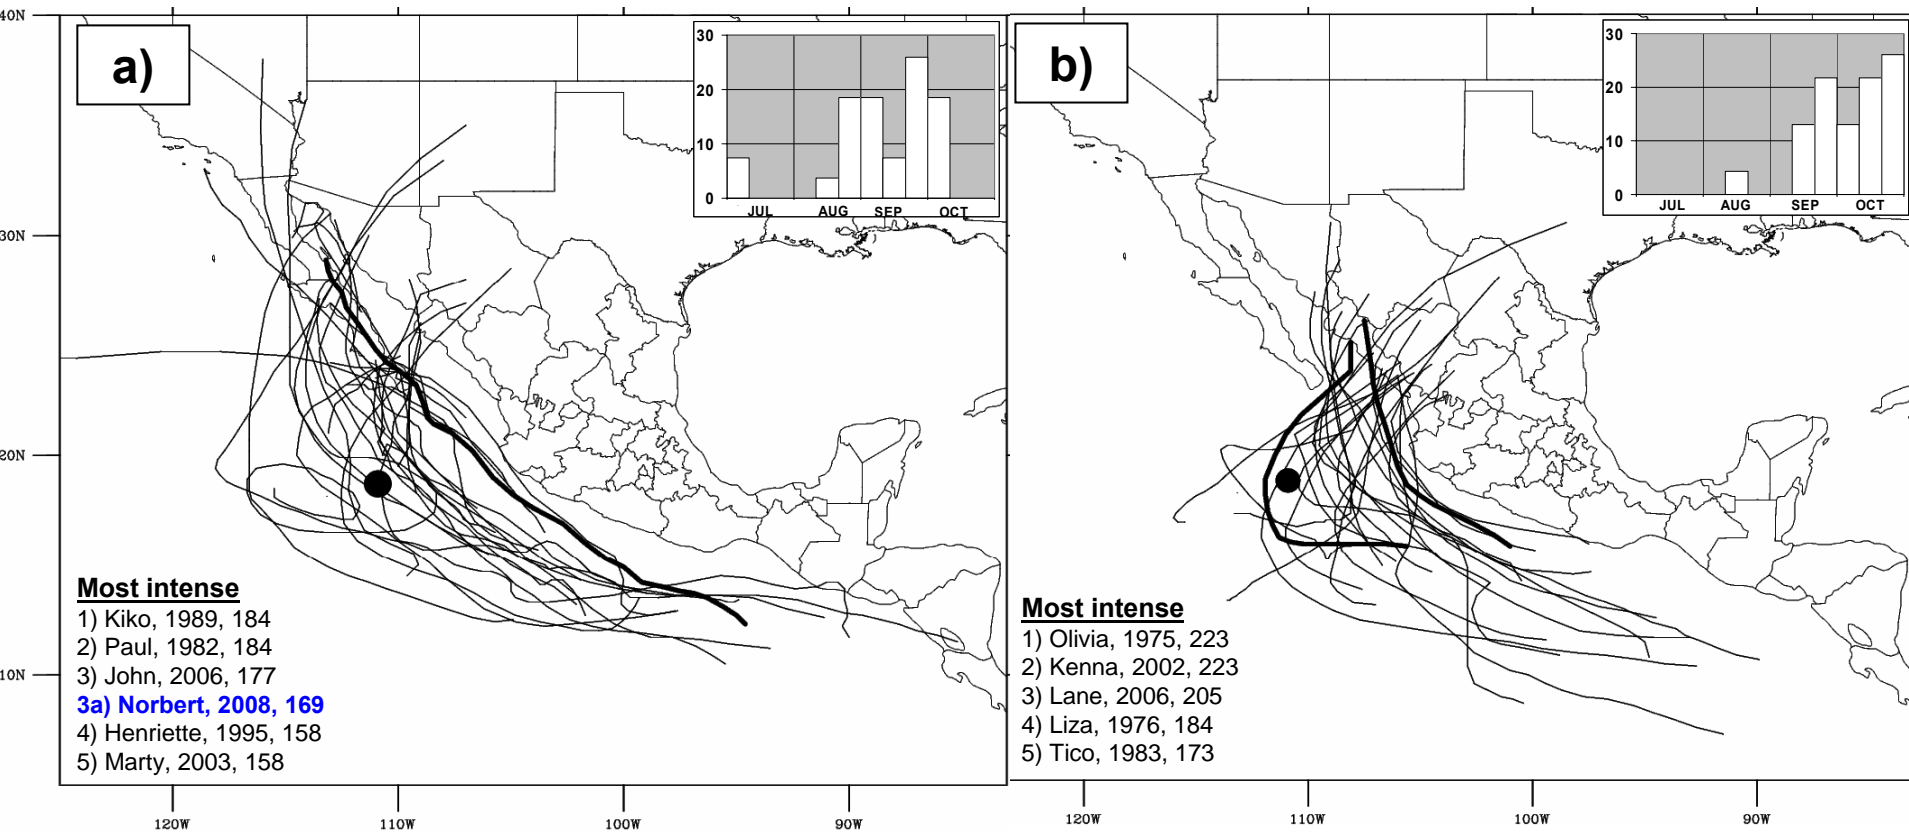 a)
40N
30N
20N
10N
120W
110W
100W
90W
30
20
10
0
JUL
AUG
SEP
OCT
Most intense
1) Kiko, 1989, 184
2) Paul, 1982, 184
3) John, 2006, 177
3a) Norbert, 2008, 169
4) Henriette, 1995, 158
5) Marty, 2003, 158
b)
30
20
10
0
JUL
AUG
SEP
OCT
Most intense
1) Olivia, 1975, 223
2) Kenna, 2002, 223
3) Lane, 2006, 205
4) Liza, 1976, 184
5) Tico, 1983, 173
120W
110W
100W
90W